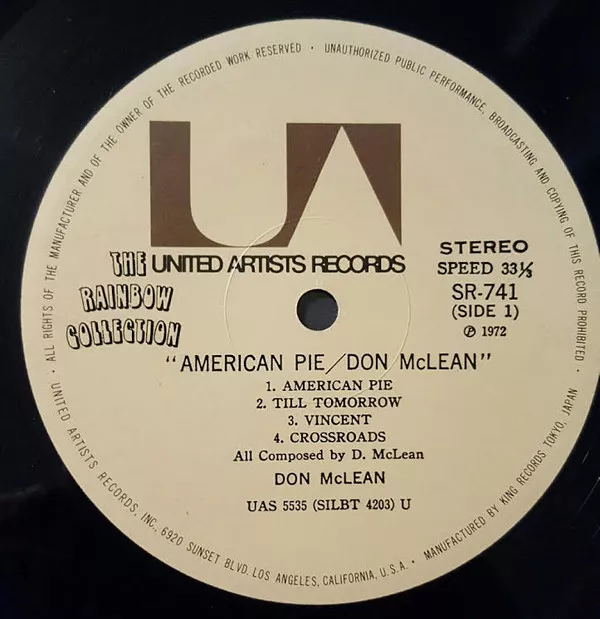 • ALL RIGHTS OF THE MANUFACTURER AND OF THE OWNER OF THE RECORDED WORK RESERVED • UNAUTHORIZED PUBLIC PERFORMANCE, BROADCASTING AND COPYING OF THIS RECORD PROHIBITED •
UA
UNITED ARTISTS RECORDS
THE
RAINBOW
COLLECTION
STEREO
SPEED 33⅓
SR-741
(SIDE 1)
℗ 1972
"AMERICAN PIE/DON McLEAN"
1. AMERICAN PIE
2. TILL TOMORROW
3. VINCENT
4. CROSSROADS
All Composed by D. McLean
DON McLEAN
UAS 5535 (SILBT 4203) U
UNITED ARTISTS RECORDS, INC., 6920 SUNSET BLVD. LOS ANGELES, CALIFORNIA, U.S.A. • MANUFACTURED BY KING RECORDS TOKYO, JAPAN